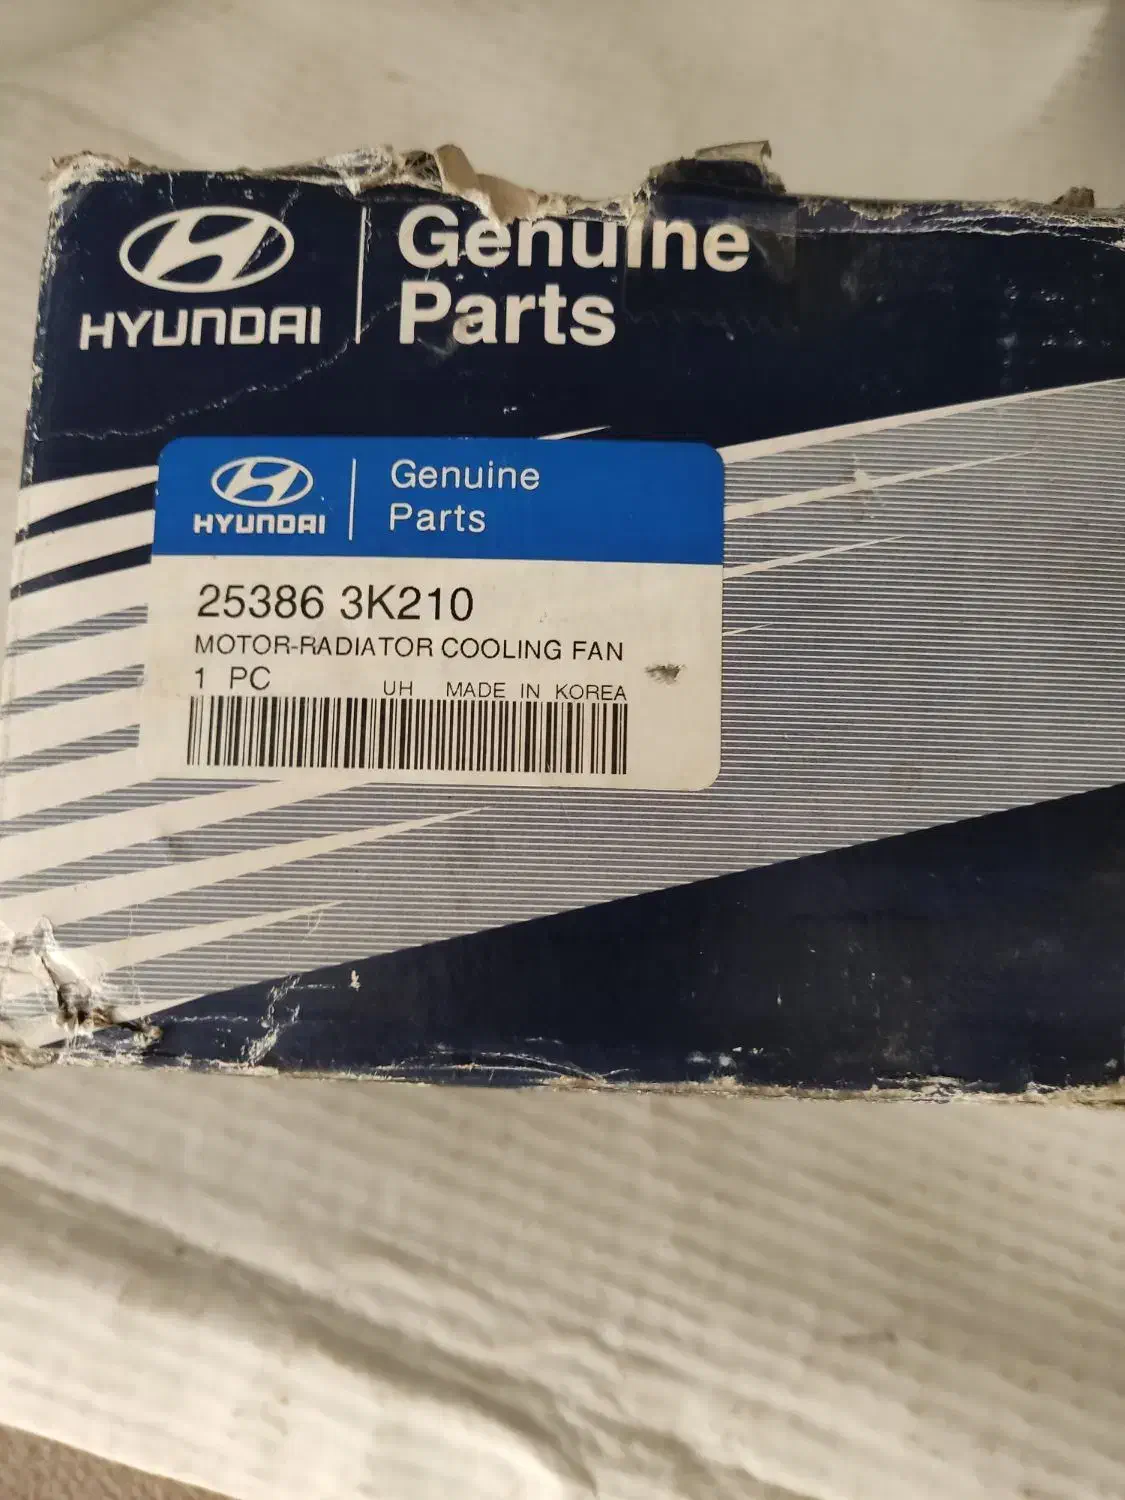 HYUNDAI
Genuine
Parts
HYUNDAI
Genuine
Parts
25386 3K210
MOTOR-RADIATOR COOLING FAN
1 PC
UH MADE IN KOREA